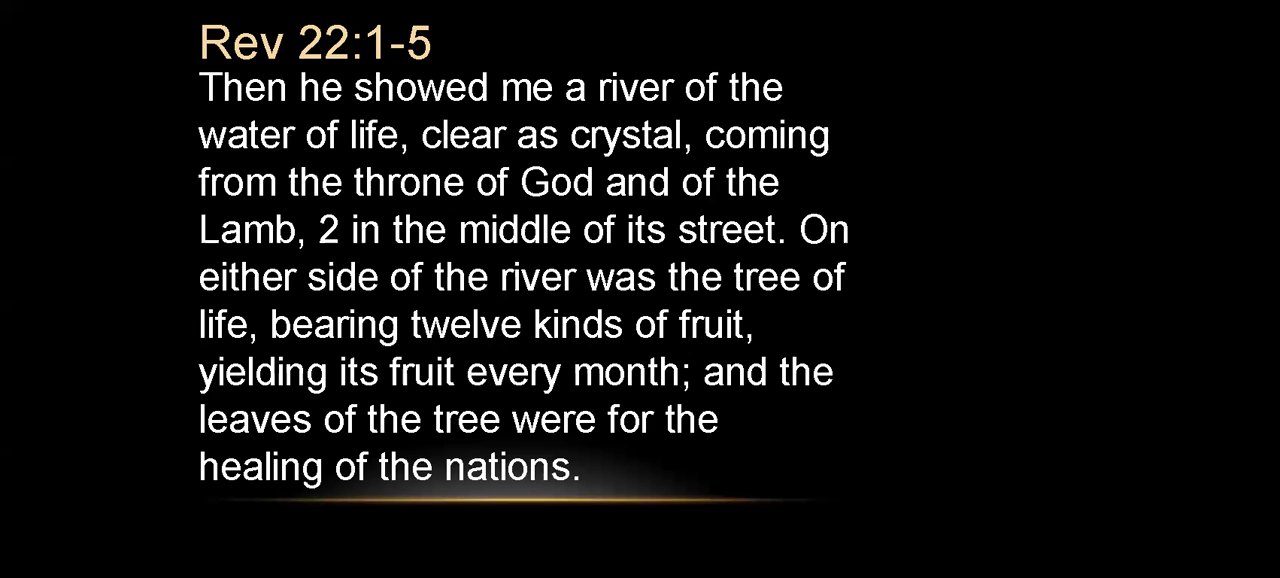 Rev 22:1-5
Then he showed me a river of the
water of life, clear as crystal, coming
from the throne of God and of the
Lamb, 2 in the middle of its street. On
either side of the river was the tree of
life, bearing twelve kinds of fruit,
yielding its fruit every month; and the
leaves of the tree were for the
healing of the nations.